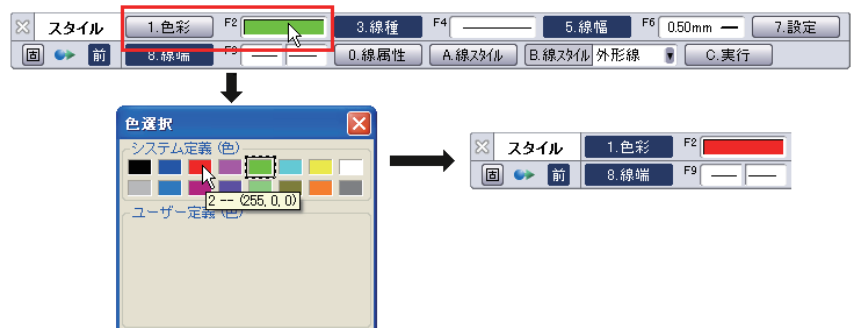 スタイル 1.色彩 F2 3.線種 F4 5.線幅 F6 0.50mm 7.設定
固 前 8.線端 F9 0.線属性 A.線スタイル B.線スタイル 外形線 C.実行
色選択
システム定義(色)
2 -- (255, 0, 0)
ユーザー定義(色)
スタイル 1.色彩 F2
固 前 8.線端 F9